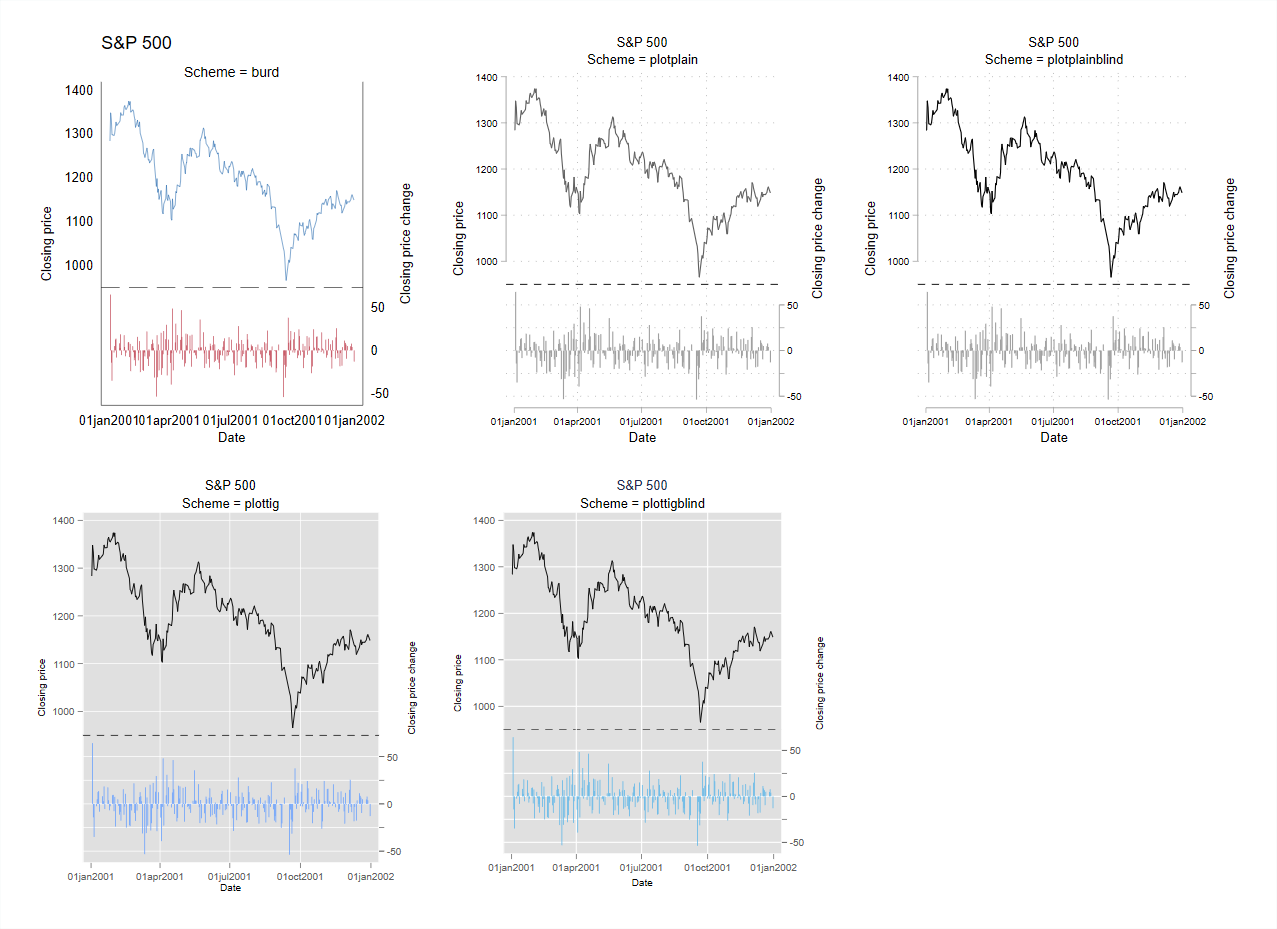 S&P 500
Scheme = burd
1400
1300
1200
1100
1000
Closing price
50
0
-50
Closing price change
01jan2001 01apr2001 01jul2001 01oct2001 01jan2002
Date
S&P 500
Scheme = plotplain
1400
1300
1200
1100
1000
Closing price
50
0
-50
Closing price change
01jan2001 01apr2001 01jul2001 01oct2001 01jan2002
Date
S&P 500
Scheme = plotplainblind
1400
1300
1200
1100
1000
Closing price
50
0
-50
Closing price change
01jan2001 01apr2001 01jul2001 01oct2001 01jan2002
Date
S&P 500
Scheme = plottig
1400
1300
1200
1100
1000
Closing price
50
0
-50
Closing price change
01jan2001 01apr2001 01jul2001 01oct2001 01jan2002
Date
S&P 500
Scheme = plottigblind
1400
1300
1200
1100
1000
Closing price
50
0
-50
Closing price change
01jan2001 01apr2001 01jul2001 01oct2001 01jan2002
Date